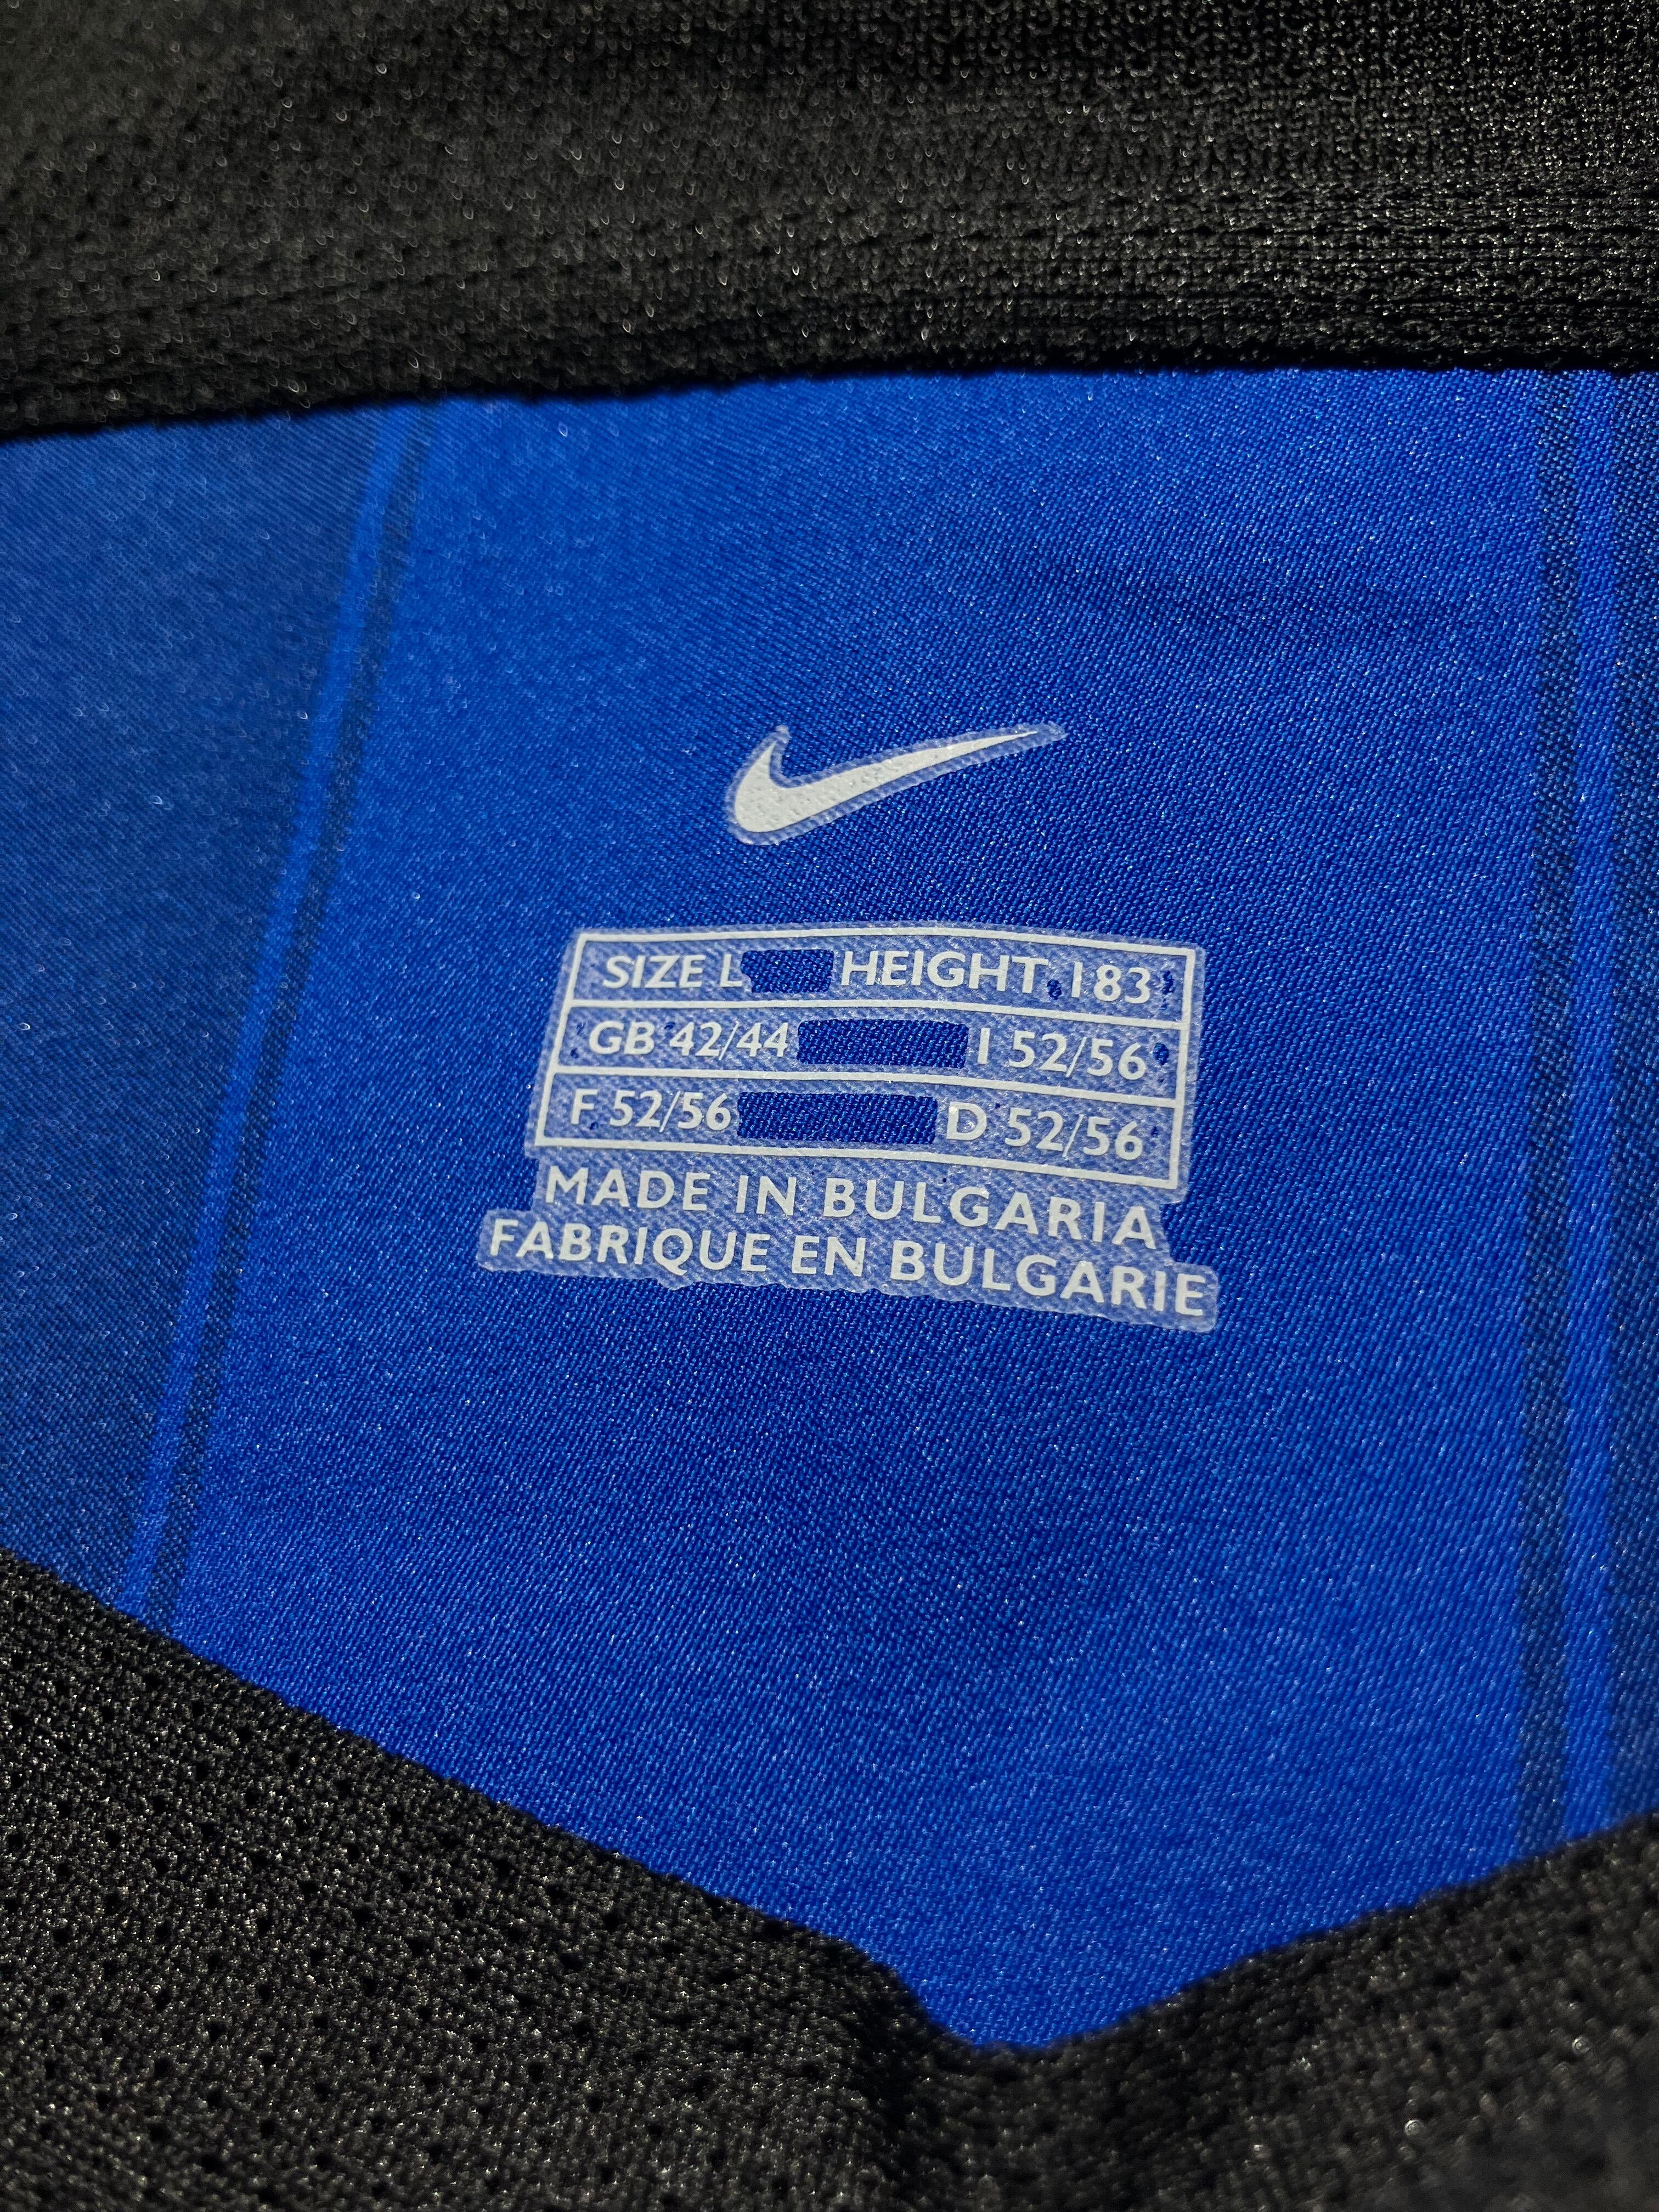 SIZE L HEIGHT 183
GB 42/44 I 52/56
F 52/56 D 52/56
MADE IN BULGARIA
FABRIQUE EN BULGARIE